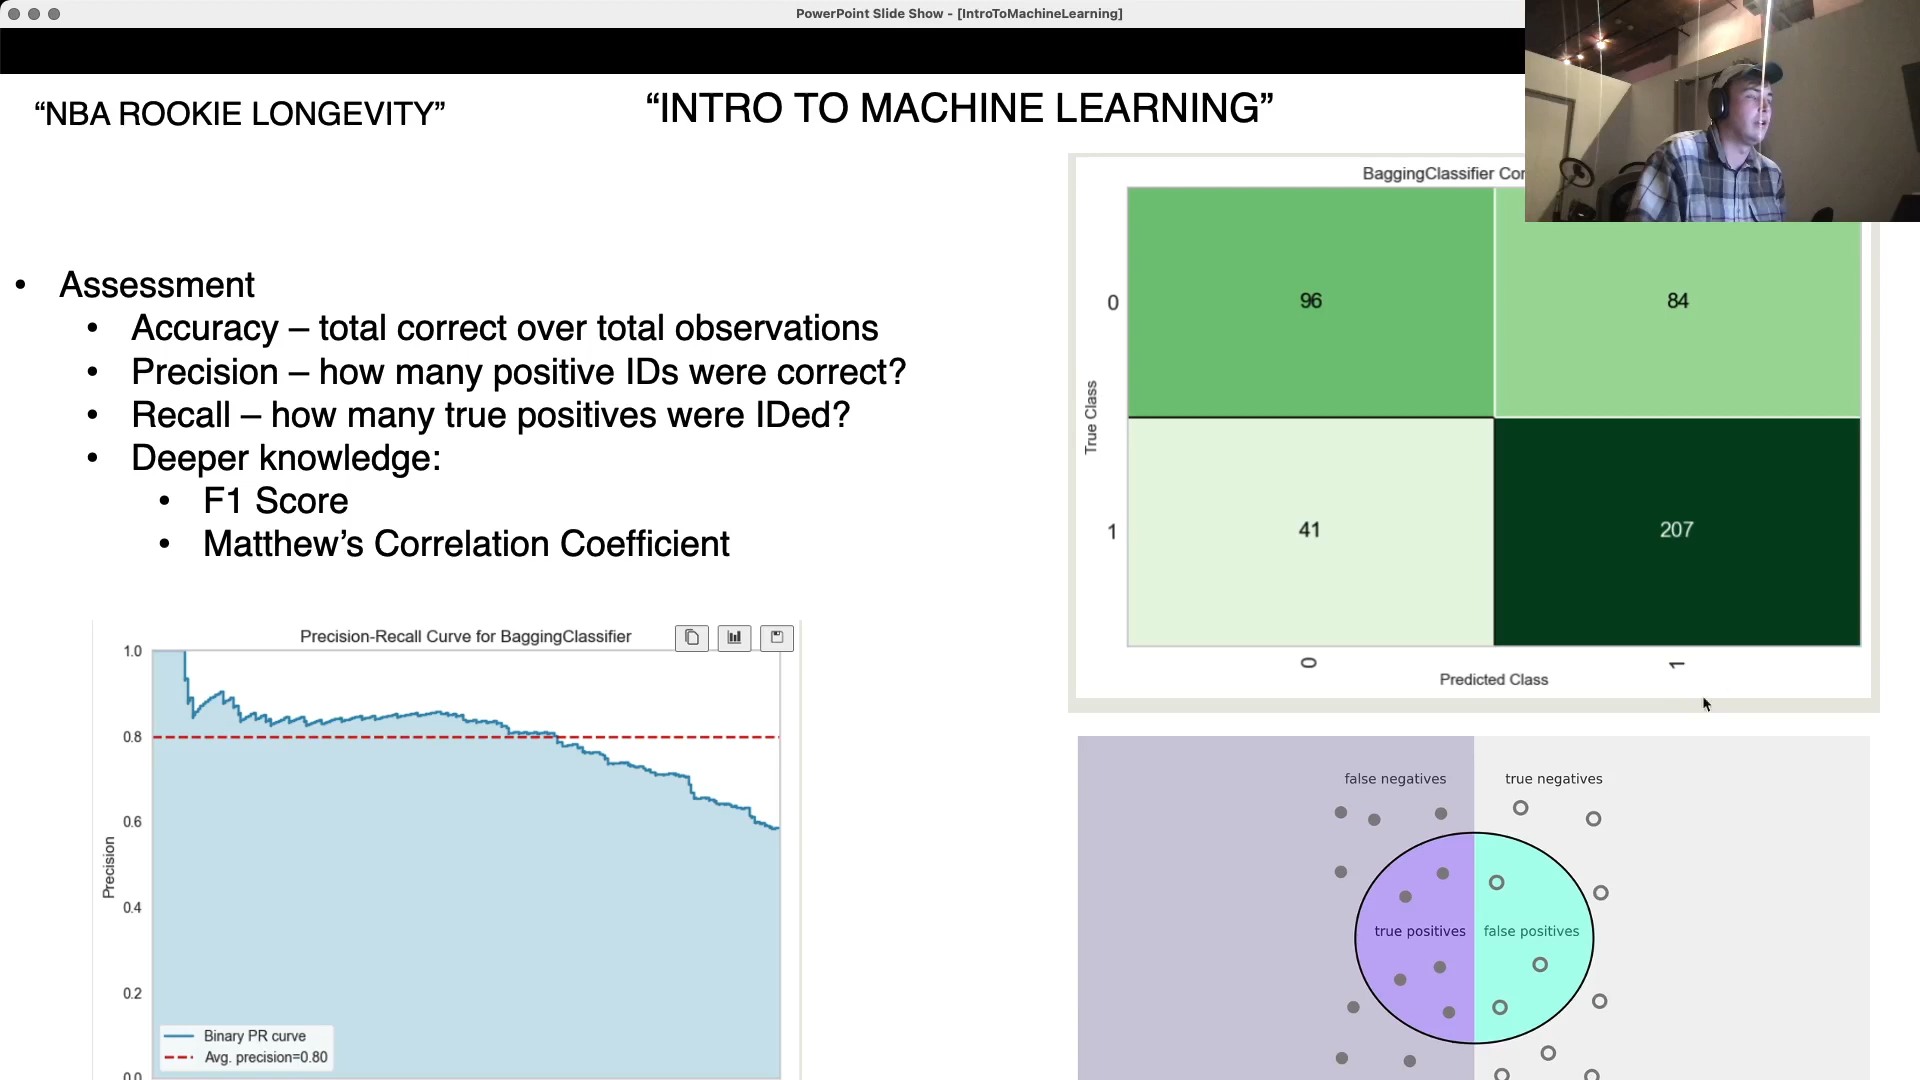 PowerPoint Slide Show - [IntroToMachineLearning]
“NBA ROOKIE LONGEVITY”
“INTRO TO MACHINE LEARNING”
• Assessment
• Accuracy – total correct over total observations
• Precision – how many positive IDs were correct?
• Recall – how many true positives were IDed?
• Deeper knowledge:
• F1 Score
• Matthew’s Correlation Coefficient
BaggingClassifier Con
True Class
0
96
84
1
41
207
0
1
Predicted Class
Precision-Recall Curve for BaggingClassifier
Precision
1.0
0.8
0.6
0.4
0.2
0.0
Binary PR curve
Avg. precision=0.80
false negatives
true negatives
true positives
false positives